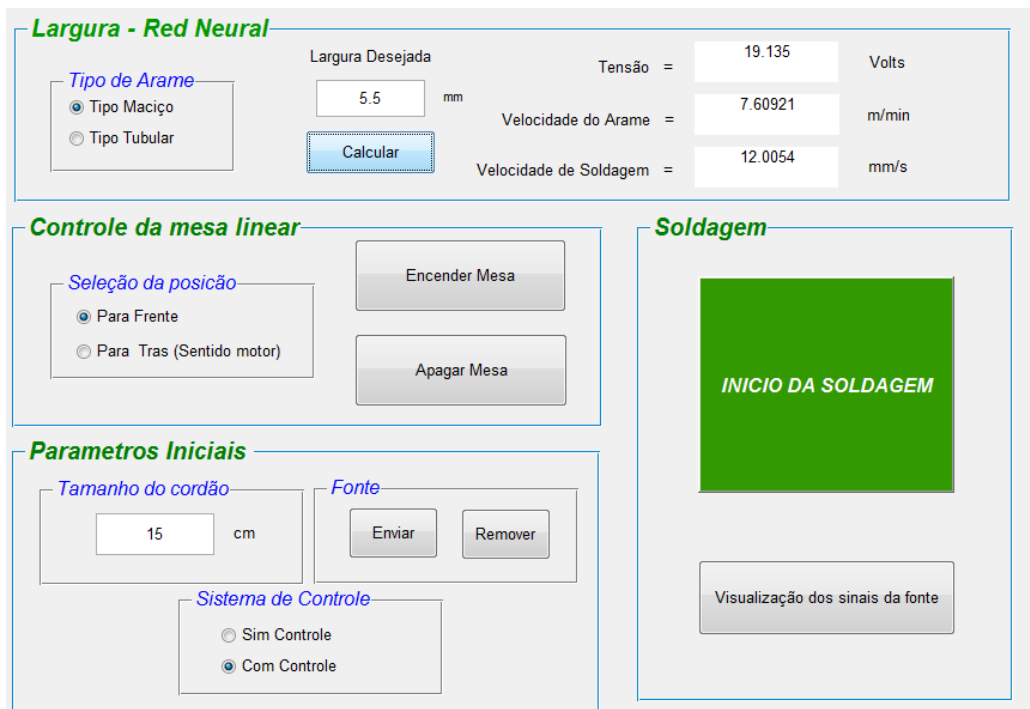 Largura - Red Neural
Tipo de Arame
Tipo Maciço
Tipo Tubular
Largura Desejada
5.5 mm
Calcular
Tensão = 19.135 Volts
Velocidade do Arame = 7.60921 m/min
Velocidade de Soldagem = 12.0054 mm/s
Controle da mesa linear
Seleção da posicão
Para Frente
Para Tras (Sentido motor)
Encender Mesa
Apagar Mesa
Parametros Iniciais
Tamanho do cordão
15 cm
Fonte
Enviar
Remover
Sistema de Controle
Sim Controle
Com Controle
Soldagem
INICIO DA SOLDAGEM
Visualização dos sinais da fonte